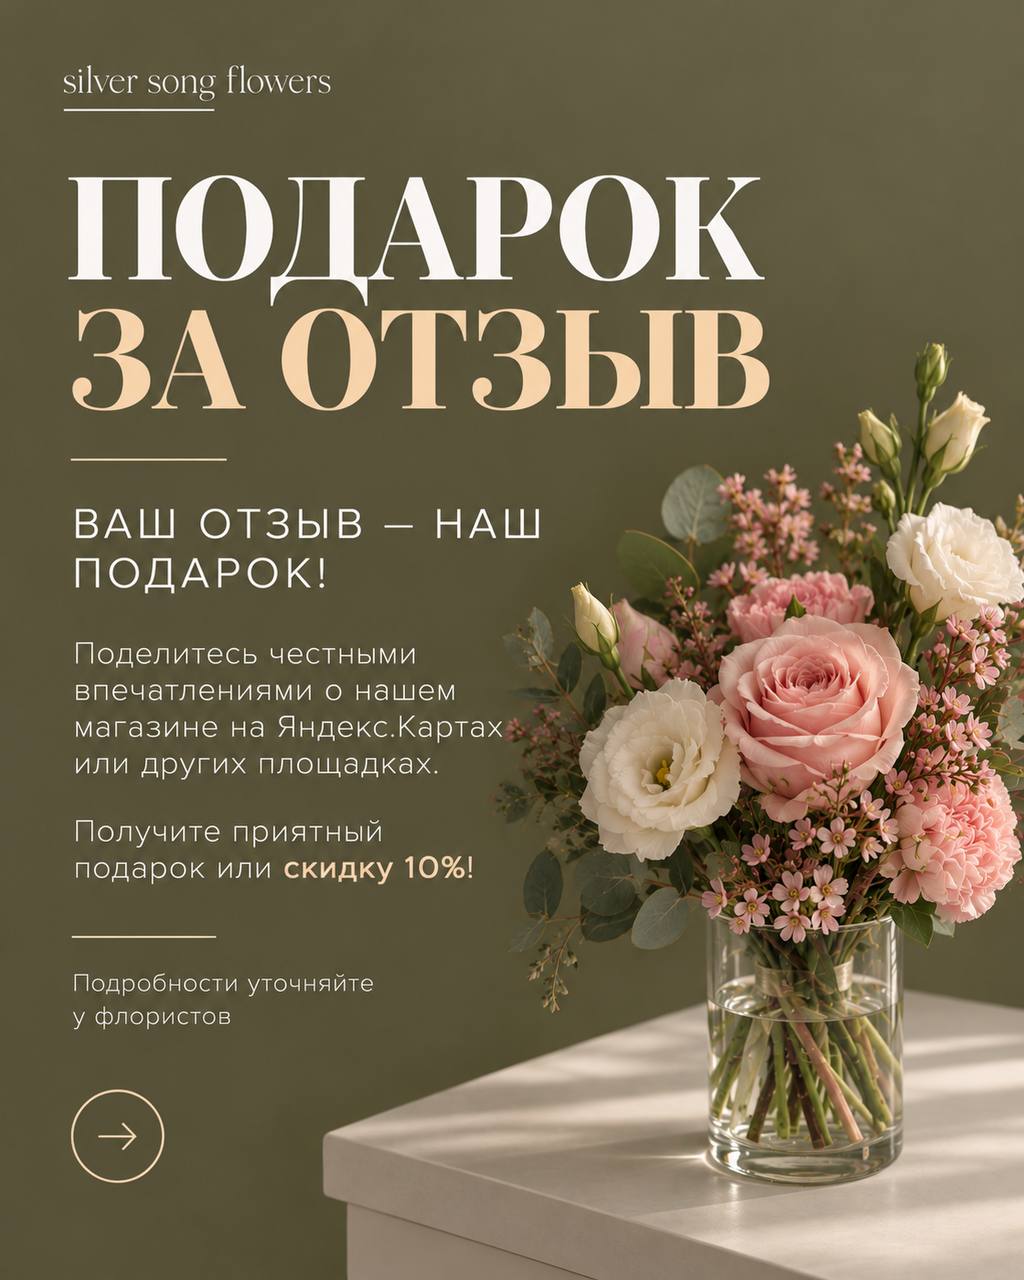 silver song flowers
ПОДАРОК
ЗА ОТЗЫВ
ВАШ ОТЗЫВ – НАШ
ПОДАРОК!
Поделитесь честными
впечатлениями о нашем
магазине на Яндекс.Картах
или других площадках.
Получите приятный
подарок или скидку 10%!
Подробности уточняйте
у флористов